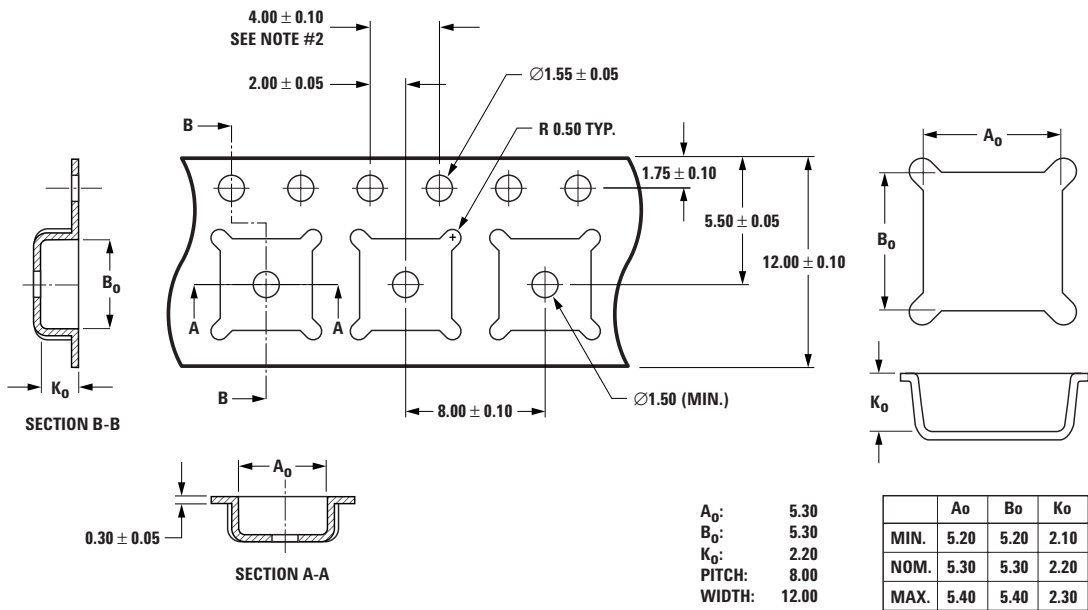 4.00 ± 0.10
SEE NOTE #2
2.00 ± 0.05
∅1.55 ± 0.05
B
R 0.50 TYP.
1.75 ± 0.10
5.50 ± 0.05
12.00 ± 0.10
B₀
K₀
SECTION B-B
A
A
B
8.00 ± 0.10
∅1.50 (MIN.)
A₀
B₀
K₀
A₀
0.30 ± 0.05
SECTION A-A
A₀: 5.30
B₀: 5.30
K₀: 2.20
PITCH: 8.00
WIDTH: 12.00
Ao Bo Ko
MIN. 5.20 5.20 2.10
NOM. 5.30 5.30 2.20
MAX. 5.40 5.40 2.30